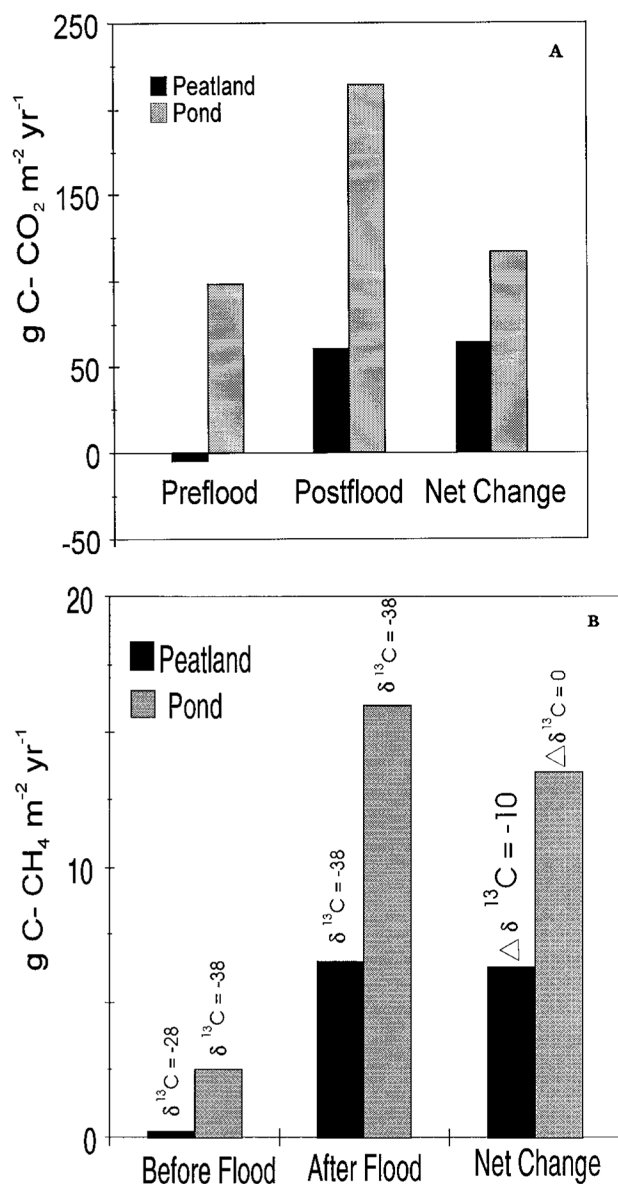 A
Peatland
Pond
g C- CO₂ m⁻² yr⁻¹
250
150
50
0
-50
Preflood Postflood Net Change
B
Peatland
Pond
g C- CH₄ m⁻² yr⁻¹
20
10
0
δ ¹³C = -28
δ ¹³C = -38
δ ¹³C = -38
δ ¹³C = -38
△ δ ¹³C = -10
△ δ ¹³C = 0
Before Flood After Flood Net Change